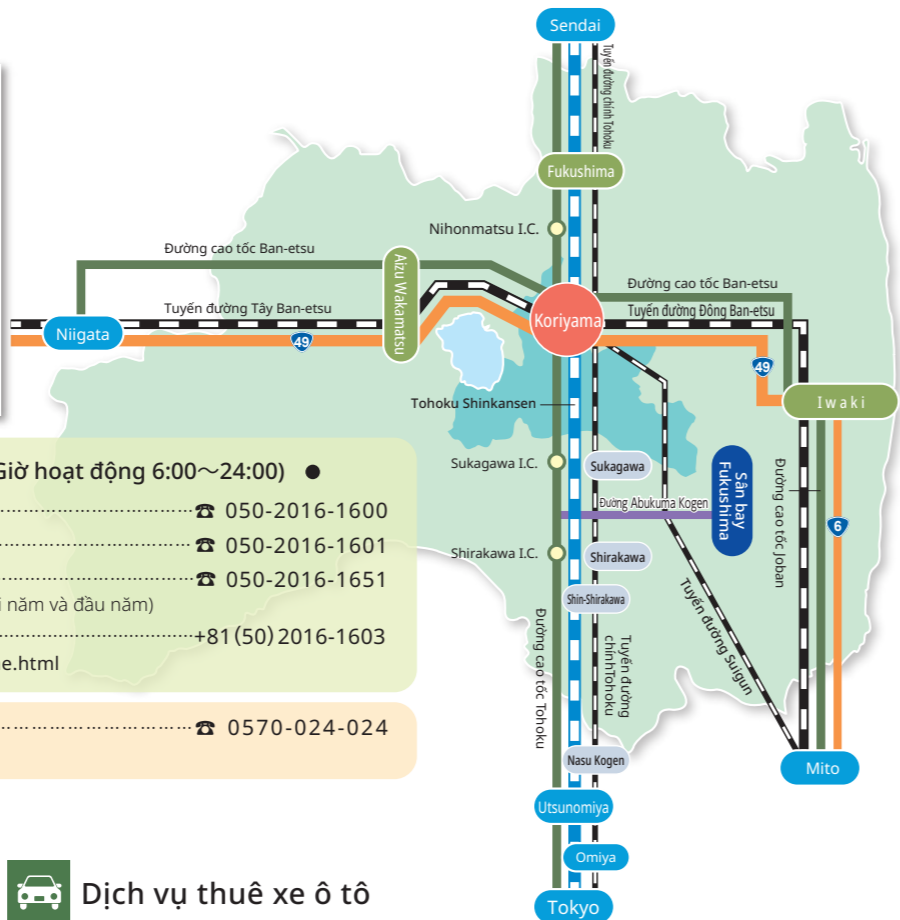 Sendai
Tuyến đường chính Tohoku
Fukushima
Nihonmatsu I.C.
Đường cao tốc Ban-etsu
Aizu Wakamatsu
Đường cao tốc Ban-etsu
Tuyến đường Tây Ban-etsu
Koriyama
Tuyến đường Đông Ban-etsu
Niigata
49
49
Iwaki
Tohoku Shinkansen
Sukagawa I.C.
Sukagawa
Sân bay
Fukushima
Đường Abukuma Kogen
Đường cao tốc Joban
6
Shirakawa I.C.
Shirakawa
Shin-Shirakawa
Tuyến đường Suigun
Đường cao tốc Tohoku
Tuyến đường
chínhTohoku
Nasu Kogen
Mito
Utsunomiya
Omiya
Tokyo
Giờ hoạt động 6:00～24:00) ●
☎ 050-2016-1600
☎ 050-2016-1601
☎ 050-2016-1651
năm và đầu năm)
+81(50)2016-1603
e.html
☎ 0570-024-024
Dịch vụ thuê xe ô tô